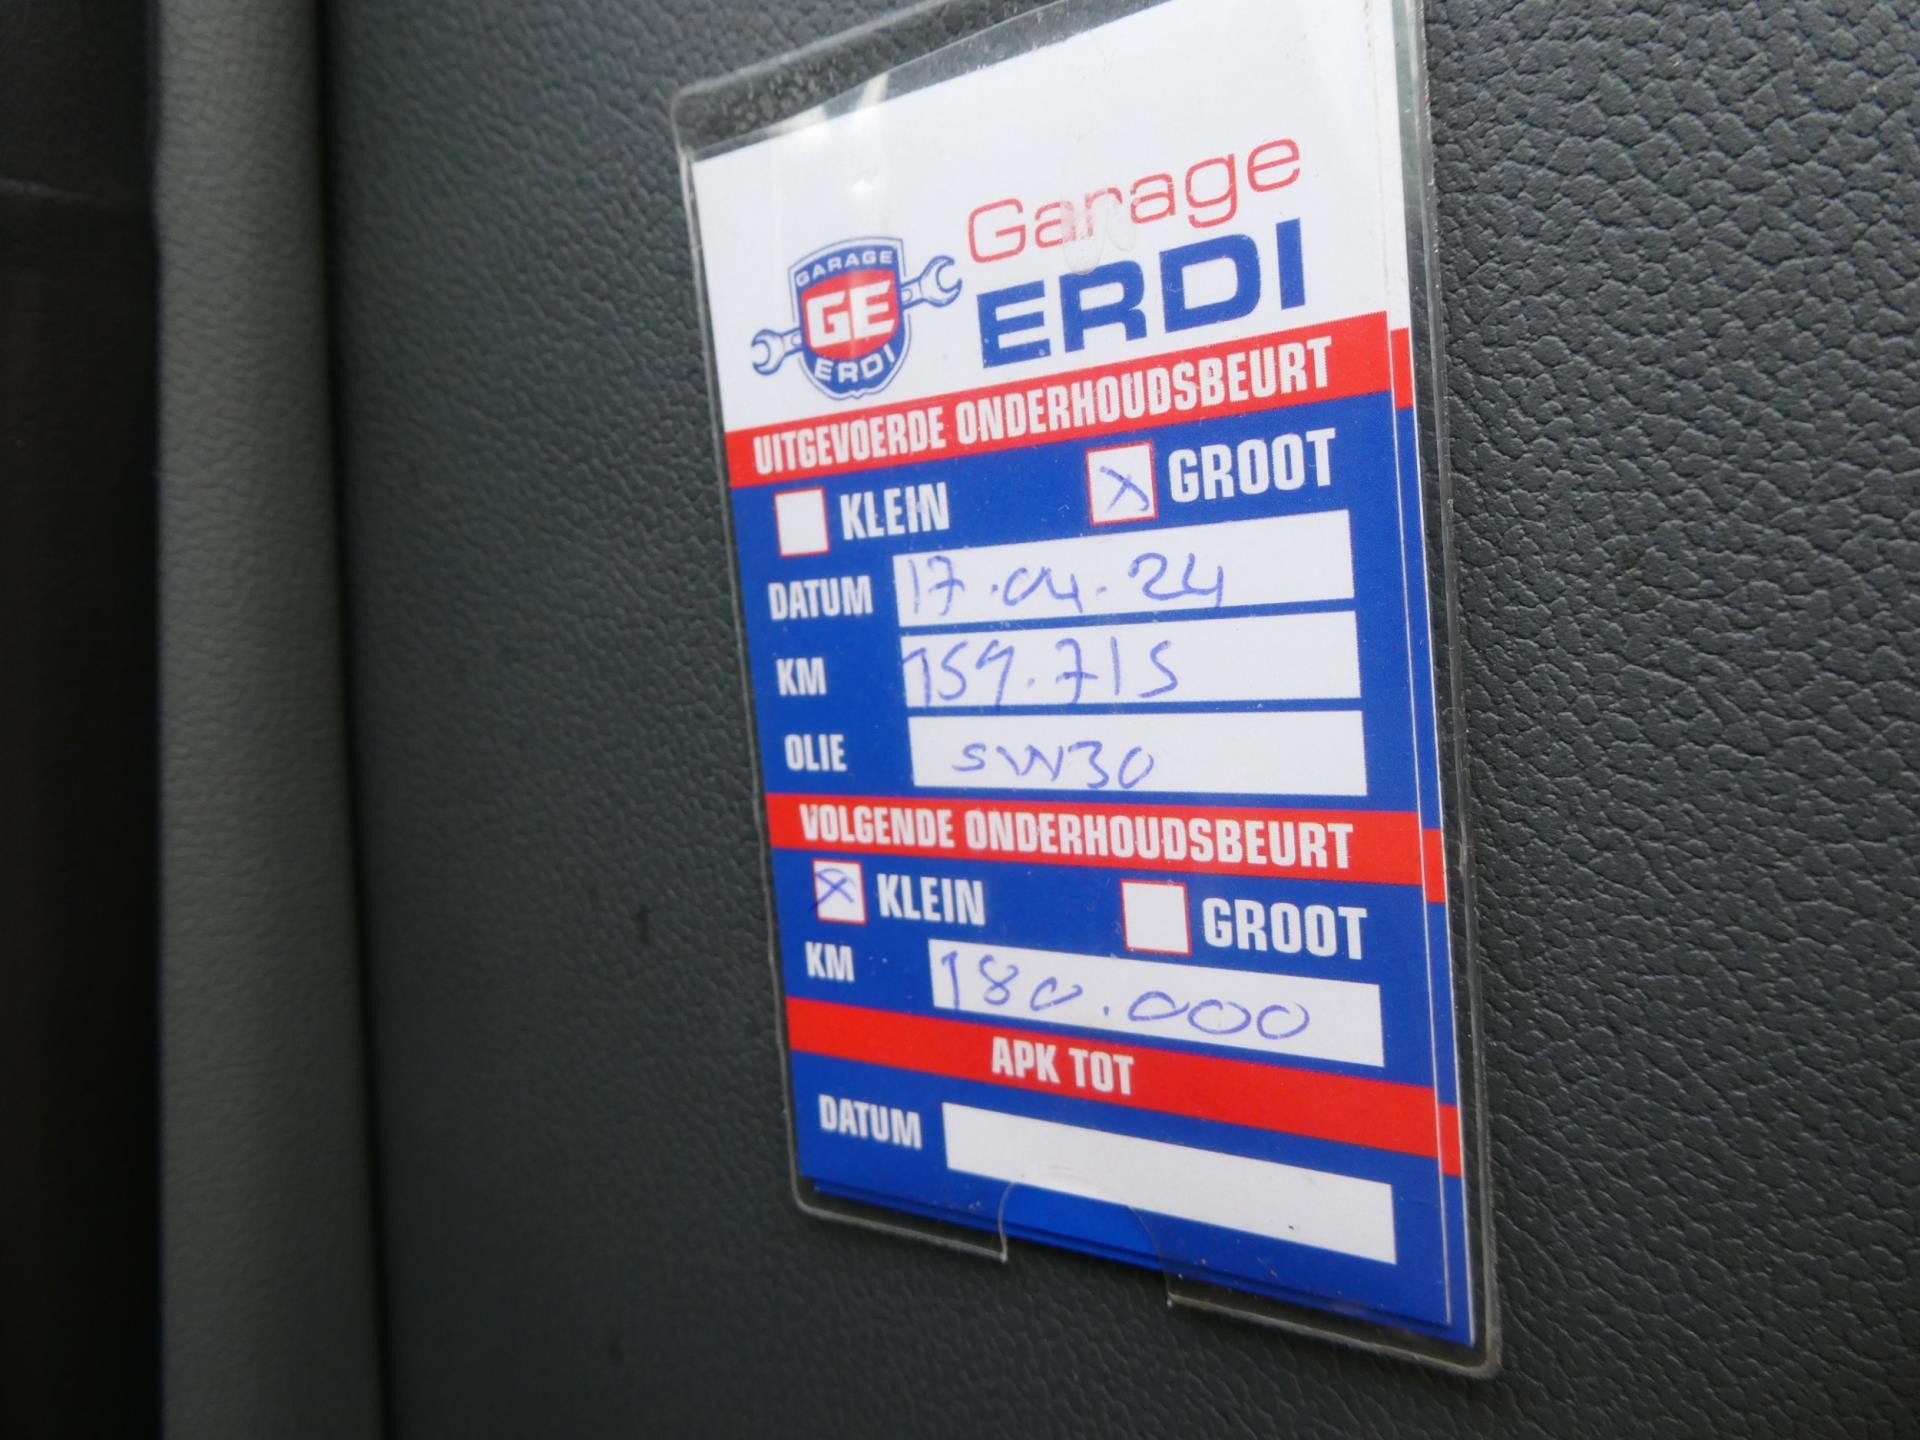 Garage
ERDI
GARAGE
GE
ERDI
UITGEVOERDE ONDERHOUDSBEURT
KLEIN x GROOT
DATUM 17.04.24
KM 159.715
OLIE 5W30
VOLGENDE ONDERHOUDSBEURT
x KLEIN GROOT
KM 180.000
APK TOT
DATUM